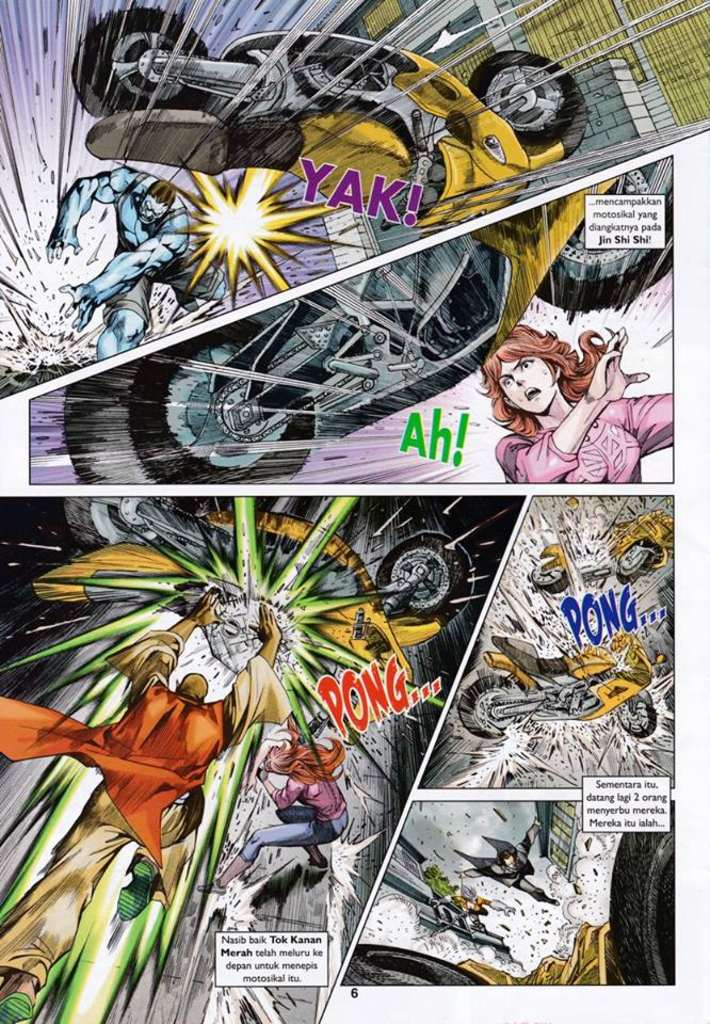 YAK!
...mencampakan
motosikal yang
diangkatnya pada
Jin Shi Shi!
Ah!
PONG...
PONG...
Nasib baik Tok Kanan
Merah telah meluru ke
depan untuk menepis
motosikal itu.
Sementara itu,
datang lagi 2 orang
menyerbu mereka.
Mereka itu ialah...
6